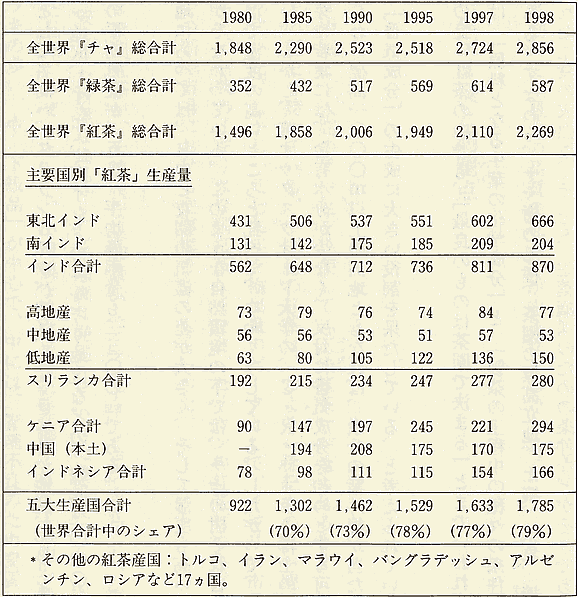 1980 1985 1990 1995 1997 1998
全世界『チャ』総合計 1,848 2,290 2,523 2,518 2,724 2,856
全世界『緑茶』総合計 352 432 517 569 614 587
全世界『紅茶』総合計 1,496 1,858 2,006 1,949 2,110 2,269
主要国別「紅茶」生産量
東北インド 431 506 537 551 602 666
南インド 131 142 175 185 209 204
インド合計 562 648 712 736 811 870
高地産 73 79 76 74 84 77
中地産 56 56 53 51 57 53
低地産 63 80 105 122 136 150
スリランカ合計 192 215 234 247 277 280
ケニア合計 90 147 197 245 221 294
中国（本土） － 194 208 175 170 175
インドネシア合計 78 98 111 115 154 166
五大生産国合計 922 1,302 1,462 1,529 1,633 1,785
（世界合計中のシェア） (70%) (73%) (78%) (77%) (79%)
＊その他の紅茶産国：トルコ、イラン、マラウイ、バングラデッシュ、アルゼ
ンチン、ロシアなど17ヵ国。